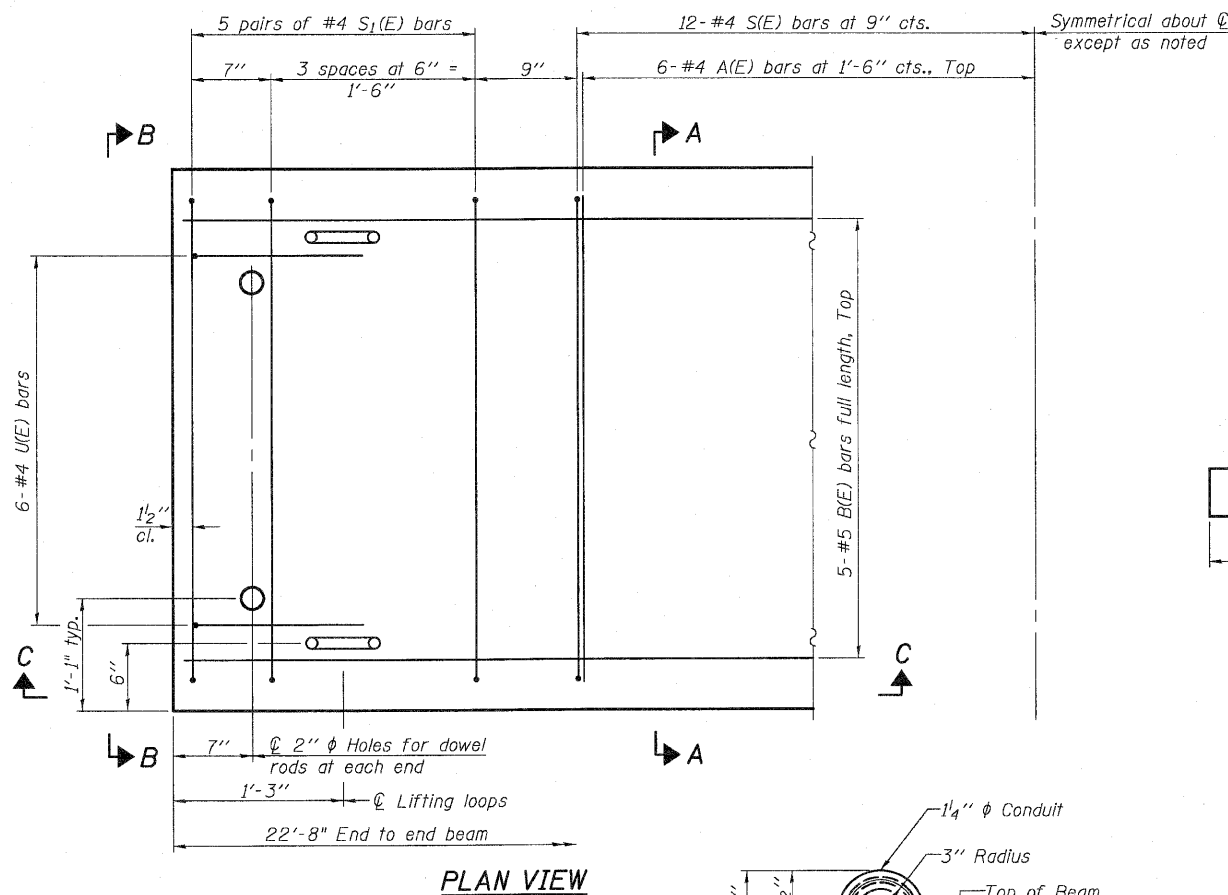 5 pairs of #4 S1(E) bars
12-#4 S(E) bars at 9" cts.
Symmetrical about ℄
except as noted
7"
3 spaces at 6" =
1'-6"
9"
6-#4 A(E) bars at 1'-6" cts., Top
B
A
6-#4 U(E) bars
1½"
cl.
5-#5 B(E) bars full length, Top
1'-1" typ.
6"
C
C
B
A
7"
℄ 2" ϕ Holes for dowel
rods at each end
1'-3"
℄ Lifting loops
22'-8" End to end beam
PLAN VIEW
1¼" ϕ Conduit
3" Radius
Top of Beam